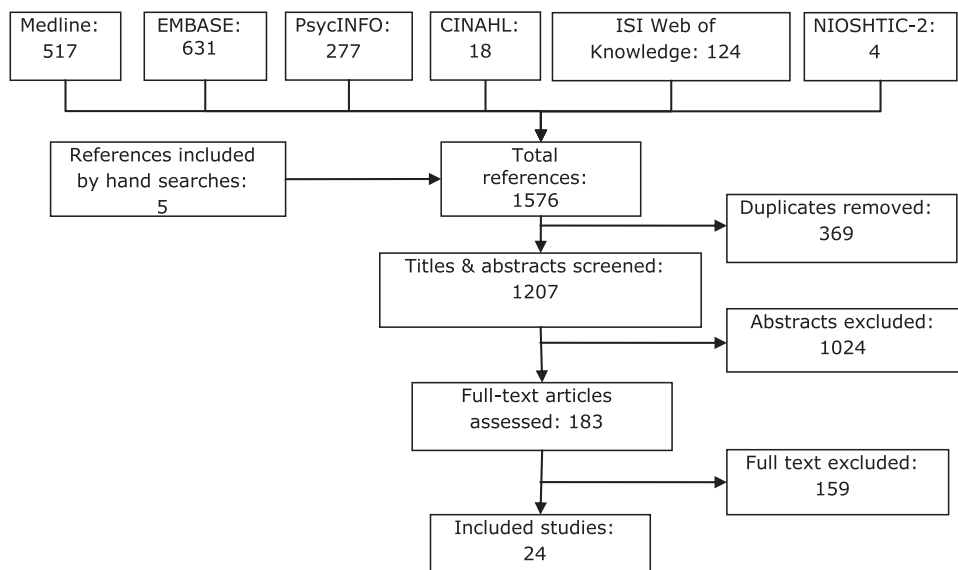 Medline:
517
EMBASE:
631
PsycINFO:
277
CINAHL:
18
ISI Web of
Knowledge: 124
NIOSHTIC-2:
4
References included
by hand searches:
5
Total
references:
1576
Duplicates removed:
369
Titles & abstracts screened:
1207
Abstracts excluded:
1024
Full-text articles
assessed: 183
Full text excluded:
159
Included studies:
24